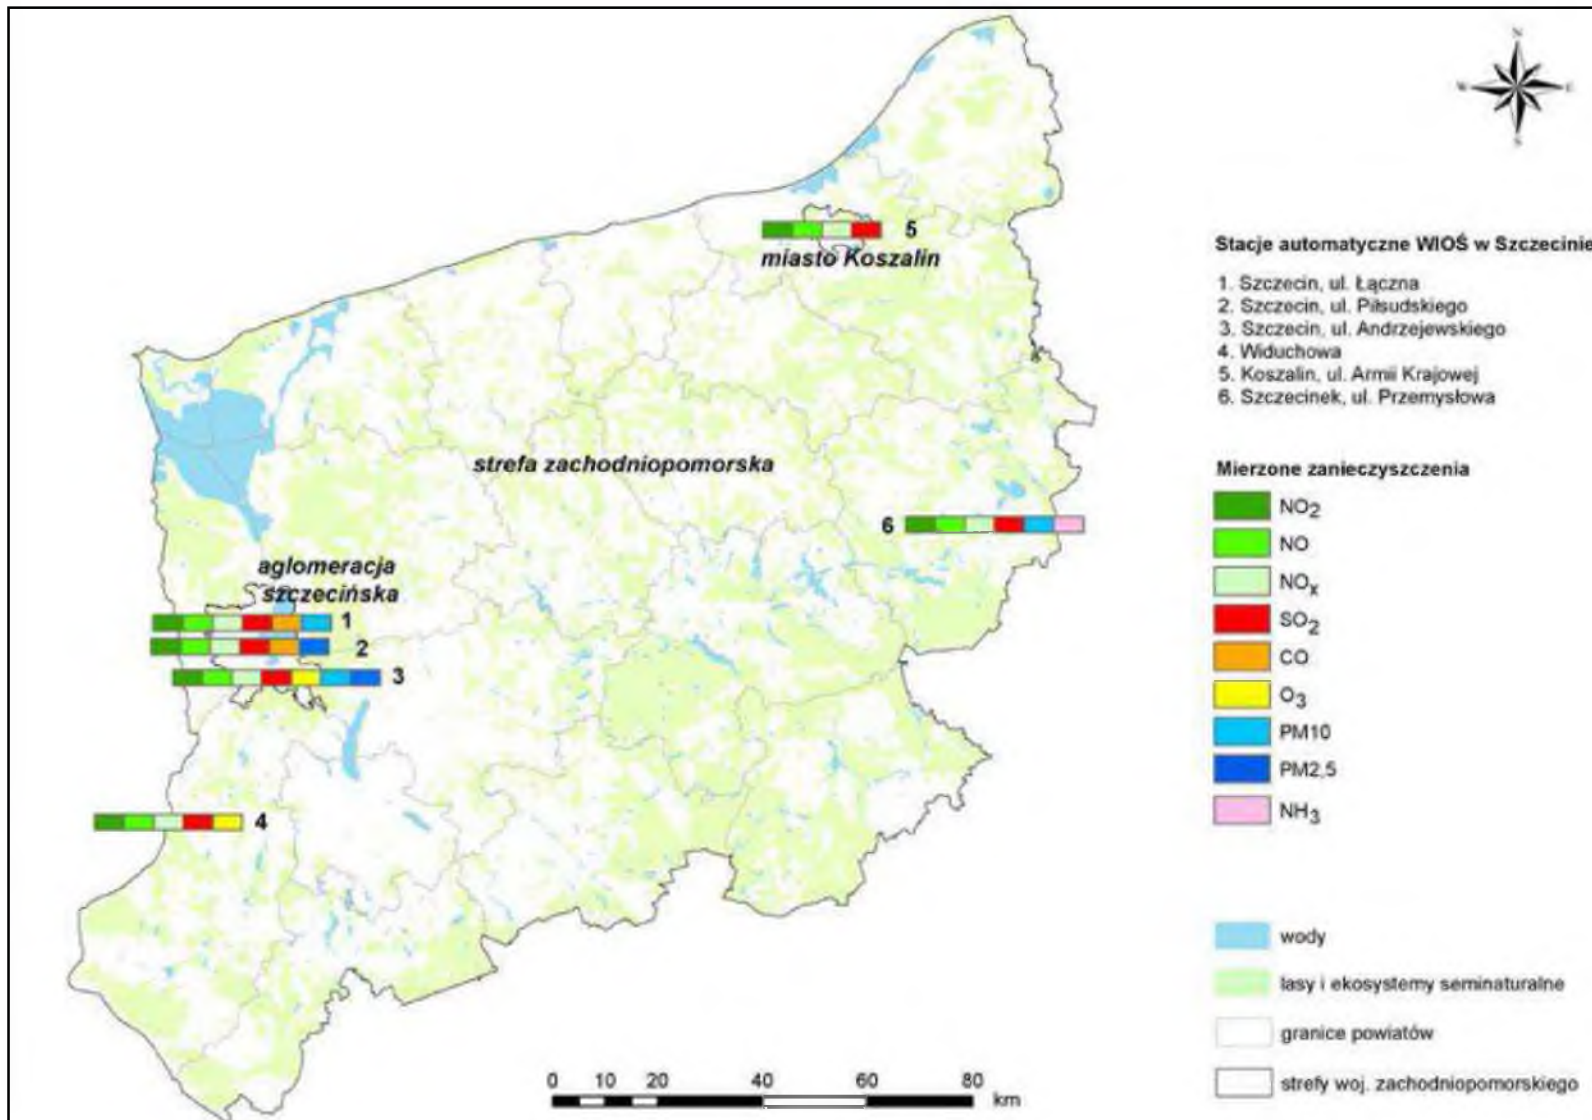 N
W
E
S
5
miasto Koszalin
strefa zachodniopomorska
6
aglomeracja
szczecińska
1
2
3
4
Stacje automatyczne WIOŚ w Szczecinie
1. Szczecin, ul. Łączna
2. Szczecin, ul. Piłsudskiego
3. Szczecin, ul. Andrzejewskiego
4. Widuchowa
5. Koszalin, ul. Armii Krajowej
6. Szczecinek, ul. Przemysłowa
Mierzone zanieczyszczenia
NO2
NO
NOx
SO2
CO
O3
PM10
PM2,5
NH3
wody
lasy i ekosystemy seminaturalne
granice powiatów
strefy woj. zachodniopomorskiego
0 10 20 40 60 80
km